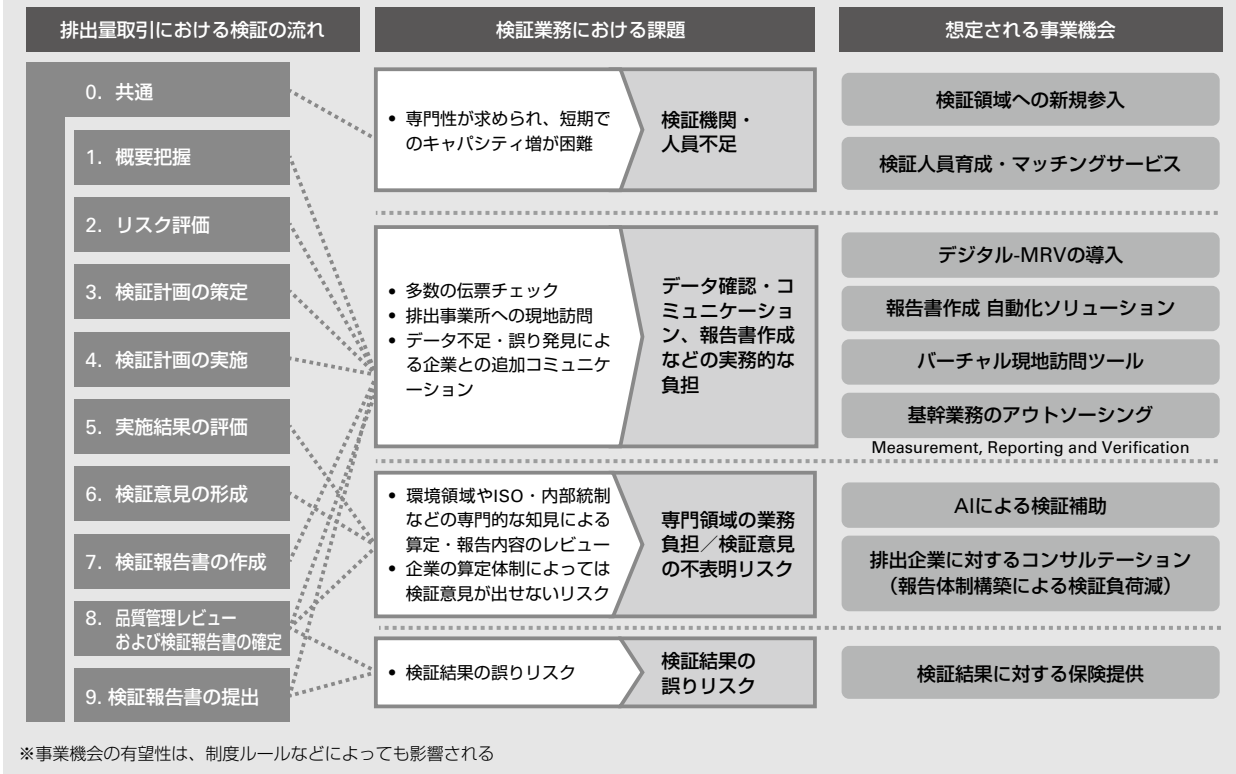 排出量取引における検証の流れ
0. 共通
1. 概要把握
2. リスク評価
3. 検証計画の策定
4. 検証計画の実施
5. 実施結果の評価
6. 検証意見の形成
7. 検証報告書の作成
8. 品質管理レビュー
および検証報告書の確定
9. 検証報告書の提出
検証業務における課題
• 専門性が求められ、短期で
のキャパシティ増が困難
検証機関・
人員不足
• 多数の伝票チェック
• 排出事業所への現地訪問
• データ不足・誤り発見によ
る企業との追加コミュニケ
ーション
データ確認・コ
ミュニケーショ
ン、報告書作成
などの実務的な
負担
• 環境領域やISO・内部統制
などの専門的な知見による
算定・報告内容のレビュー
• 企業の算定体制によっては
検証意見が出せないリスク
専門領域の業務
負担／検証意見
の不表明リスク
• 検証結果の誤りリスク
検証結果の
誤りリスク
想定される事業機会
検証領域への新規参入
検証人員育成・マッチングサービス
デジタル-MRVの導入
報告書作成 自動化ソリューション
バーチャル現地訪問ツール
基幹業務のアウトソーシング
Measurement, Reporting and Verification
AIによる検証補助
排出企業に対するコンサルテーション
（報告体制構築による検証負荷減）
検証結果に対する保険提供
※事業機会の有望性は、制度ルールなどによっても影響される